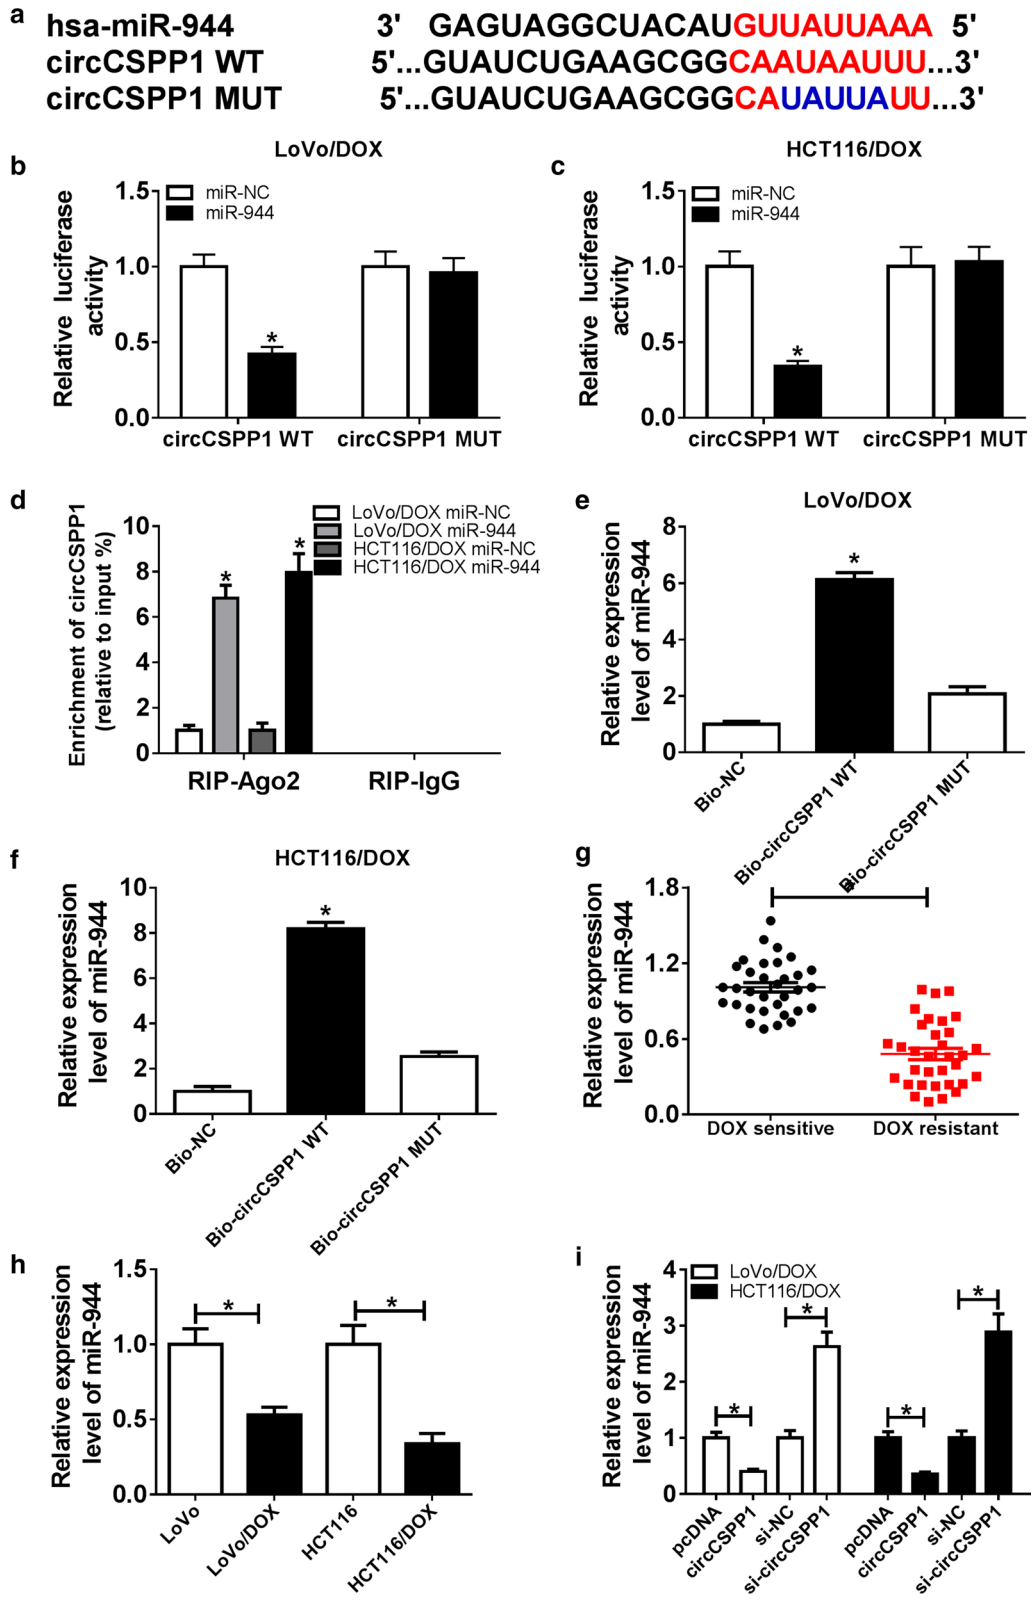 a
hsa-miR-944 3' GAGUAGGCUACAUGUUAUUAAA 5'
circCSPP1 WT 5'...GUAUCUGAAGCGGCAAUAAUUU...3'
circCSPP1 MUT 5'...GUAUCUGAAGCGGCAUAUUAUU...3'
b
LoVo/DOX
Relative luciferase
activity
1.5
1.0
0.5
0.0
miR-NC
miR-944
*
circCSPP1 WT circCSPP1 MUT
c
HCT116/DOX
Relative luciferase
activity
1.5
1.0
0.5
0.0
miR-NC
miR-944
*
circCSPP1 WT circCSPP1 MUT
d
Enrichment of circCSPP1
(relative to input %)
10
8
6
4
2
0
LoVo/DOX miR-NC
LoVo/DOX miR-944
HCT116/DOX miR-NC
HCT116/DOX miR-944
* *
RIP-Ago2 RIP-IgG
e
LoVo/DOX
Relative expression
level of miR-944
8
6
4
2
0
*
Bio-NC
Bio-circCSPP1 WT
Bio-circCSPP1 MUT
f
HCT116/DOX
Relative expression
level of miR-944
10
8
6
4
2
0
*
Bio-NC
Bio-circCSPP1 WT
Bio-circCSPP1 MUT
g
Relative expression
level of miR-944
1.8
1.2
0.6
0.0
DOX sensitive DOX resistant
h
Relative expression
level of miR-944
1.5
1.0
0.5
0.0
* *
LoVo
LoVo/DOX
HCT116
HCT116/DOX
i
Relative expression
level of miR-944
4
3
2
1
0
LoVo/DOX
HCT116/DOX
* * * *
pcDNA
circCSPP1
si-NC
si-circCSPP1
pcDNA
circCSPP1
si-NC
si-circCSPP1